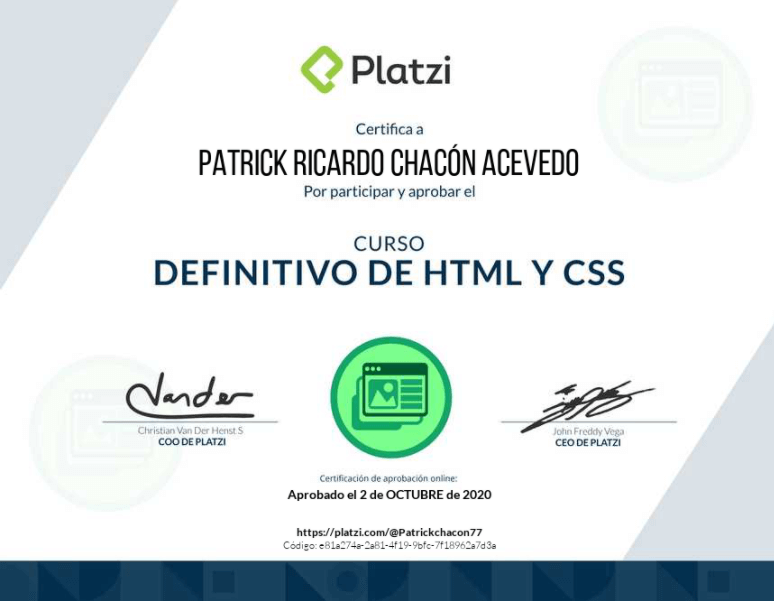 Platzi
Certifica a
PATRICK RICARDO CHACÓN ACEVEDO
Por participar y aprobar el
CURSO
DEFINITIVO DE HTML Y CSS
Vander
Christian Van Der Henst S
COO DE PLATZI
John Freddy Vega
CEO DE PLATZI
Certificación de aprobación online:
Aprobado el 2 de OCTUBRE de 2020
https://platzi.com/@Patrickchacon77
Código: e81a274a-2a81-4f19-9bfc-7f18962a7d3a